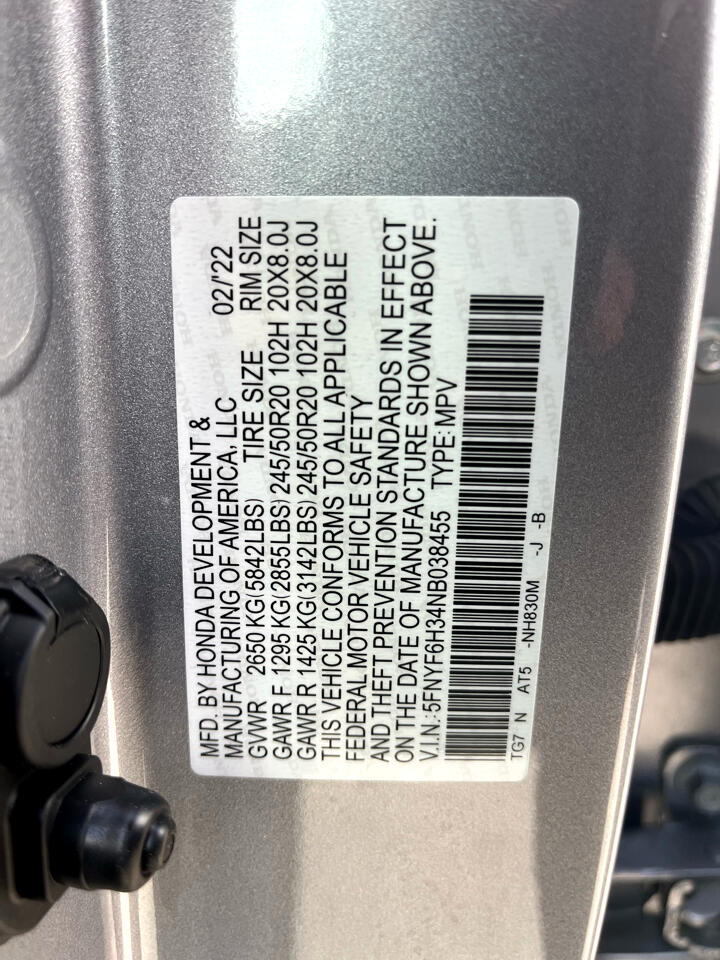 MFD. BY HONDA DEVELOPMENT &
MANUFACTURING OF AMERICA, LLC 02/'22
GVWR 2650 KG(5842LBS) TIRE SIZE RIM SIZE
GAWR F 1295 KG(2855LBS) 245/50R20 102H 20X8.0J
GAWR R 1425 KG(3142LBS) 245/50R20 102H 20X8.0J
THIS VEHICLE CONFORMS TO ALL APPLICABLE
FEDERAL MOTOR VEHICLE SAFETY
AND THEFT PREVENTION STANDARDS IN EFFECT
ON THE DATE OF MANUFACTURE SHOWN ABOVE.
V.I.N.:5FNYF6H34NB038455 TYPE:MPV
TG7 N AT5 -NH830M -J -B